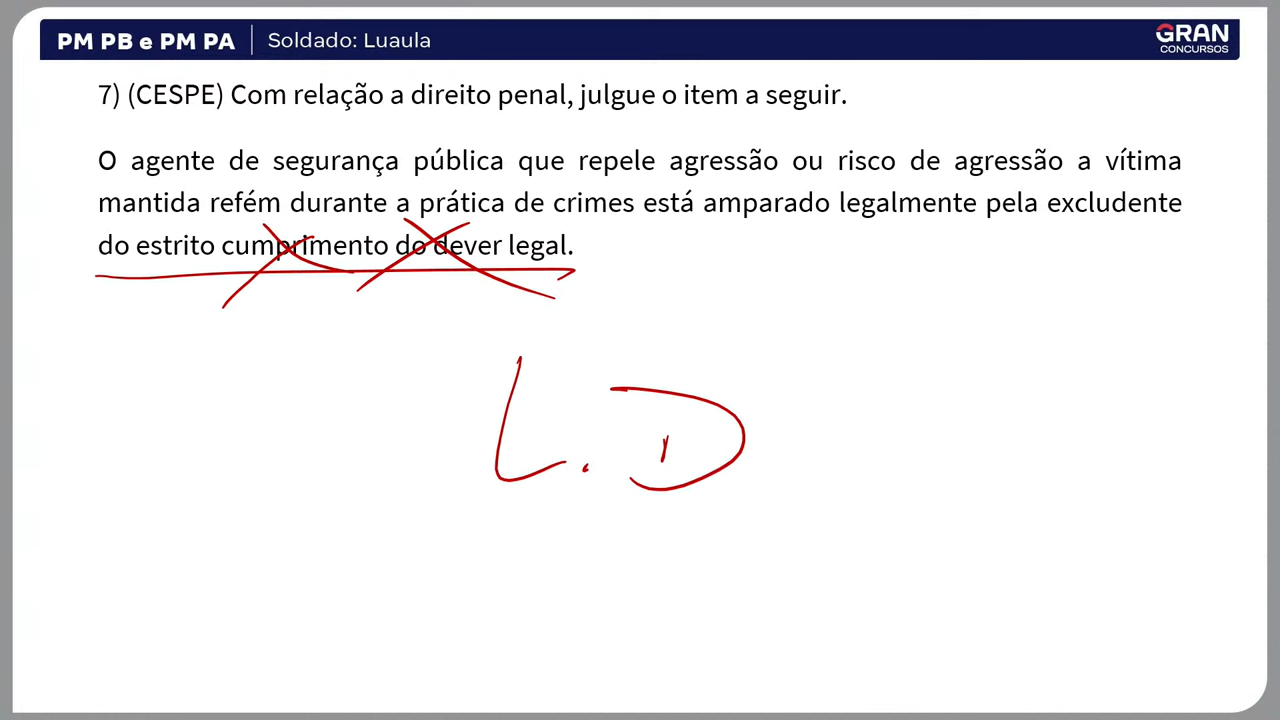 PM PB e PM PA | Soldado: Luaula
GRAN
CONCURSOS
7) (CESPE) Com relação a direito penal, julgue o item a seguir.
O agente de segurança pública que repele agressão ou risco de agressão a vítima
mantida refém durante a prática de crimes está amparado legalmente pela excludente
do estrito cumprimento do dever legal.
L.D